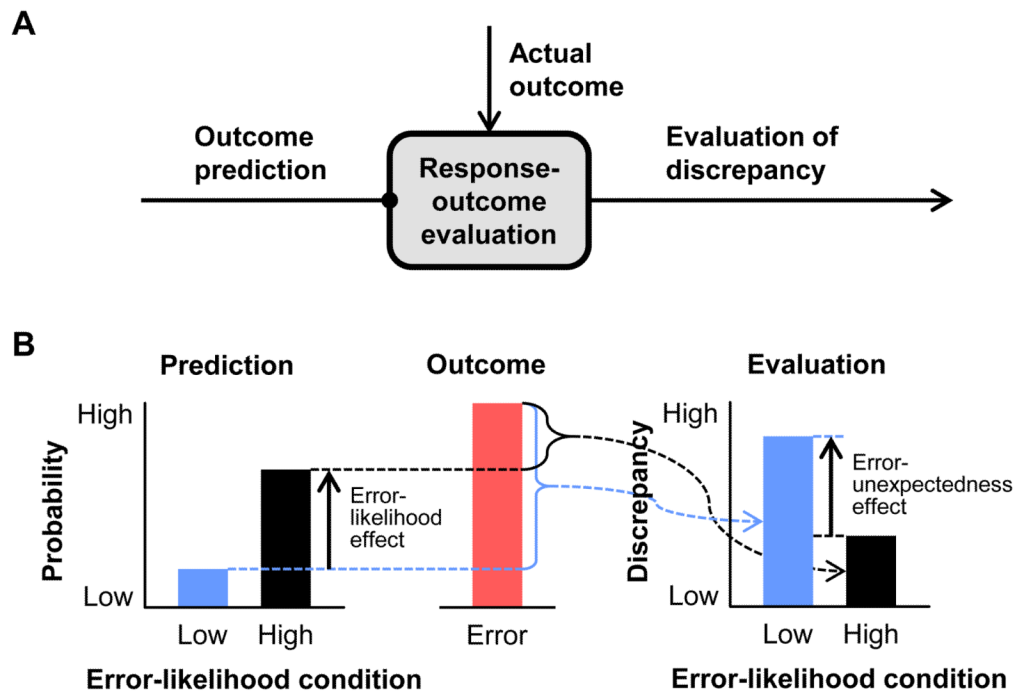 A
Actual
outcome
Outcome
prediction
Evaluation of
discrepancy
Response-
outcome
evaluation
B
Prediction
Outcome
Evaluation
High
Low
Probability
Error-
likelihood
effect
Low
High
Error-likelihood condition
Error
High
Low
Discrepancy
Error-
unexpectedness
effect
Low
High
Error-likelihood condition